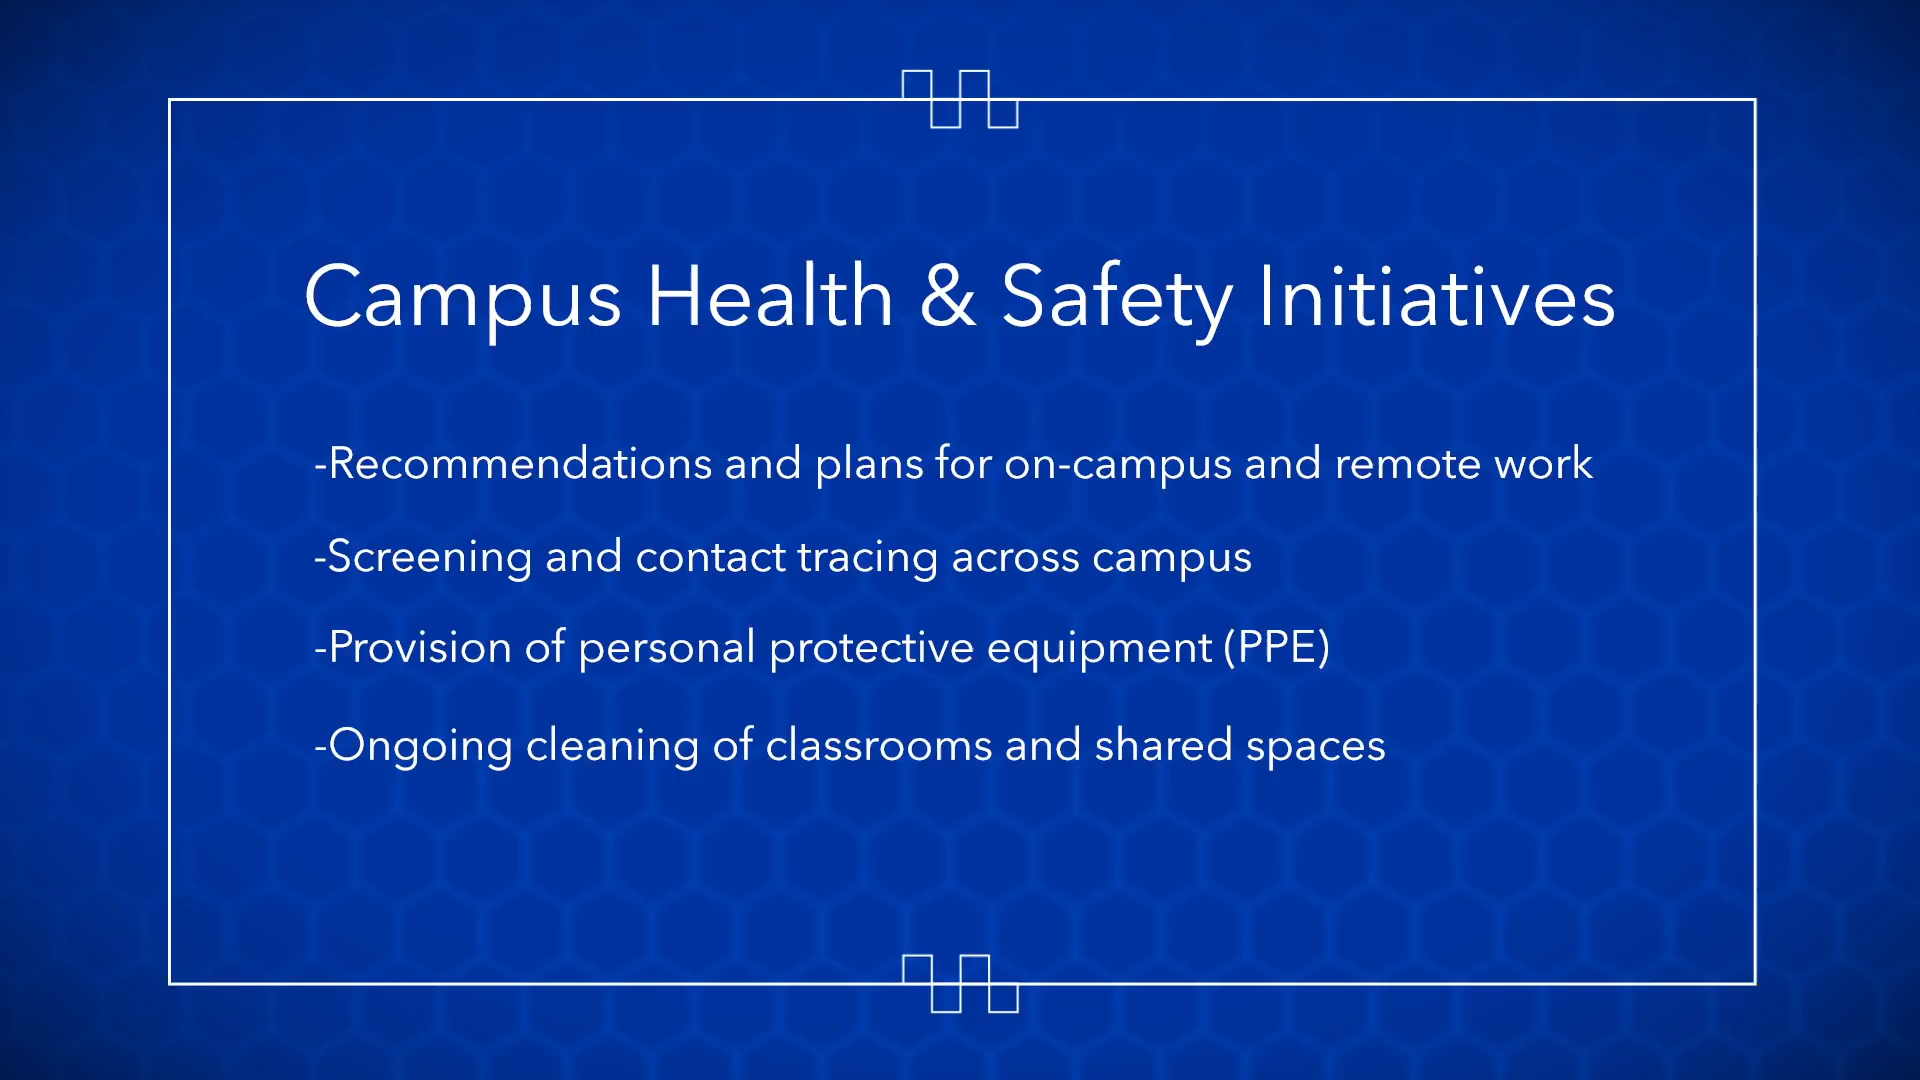 Campus Health & Safety Initiatives
-Recommendations and plans for on-campus and remote work
-Screening and contact tracing across campus
-Provision of personal protective equipment (PPE)
-Ongoing cleaning of classrooms and shared spaces